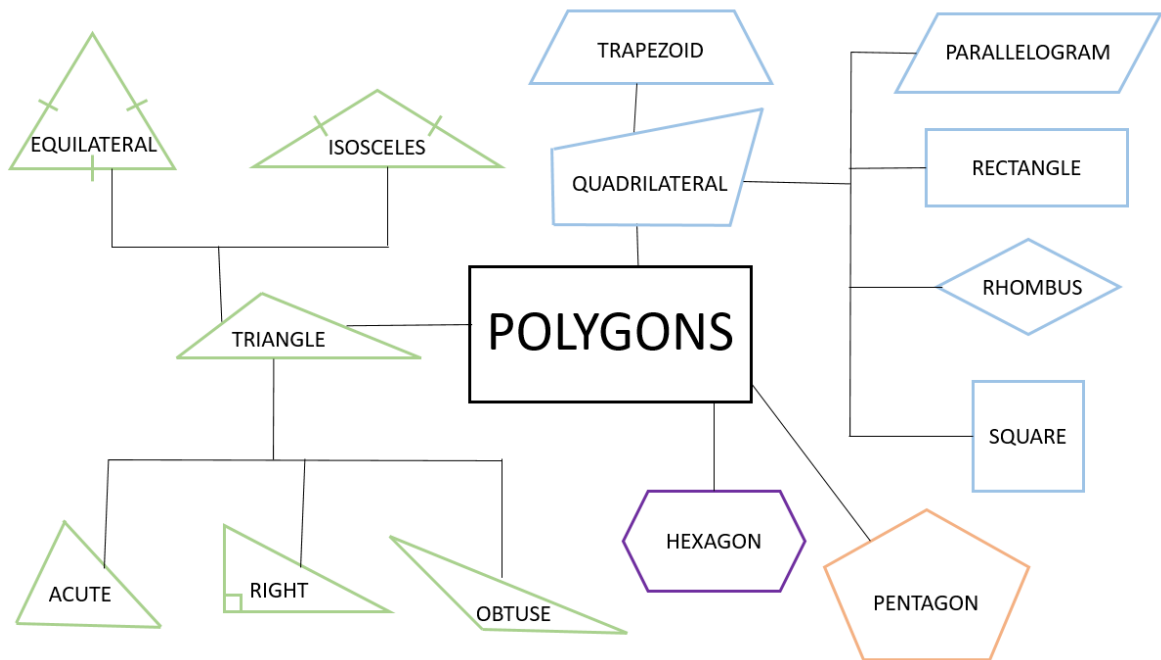 TRAPEZOID
PARALLELOGRAM
EQUILATERAL
ISOSCELES
QUADRILATERAL
RECTANGLE
RHOMBUS
TRIANGLE
POLYGONS
SQUARE
HEXAGON
ACUTE
RIGHT
OBTUSE
PENTAGON